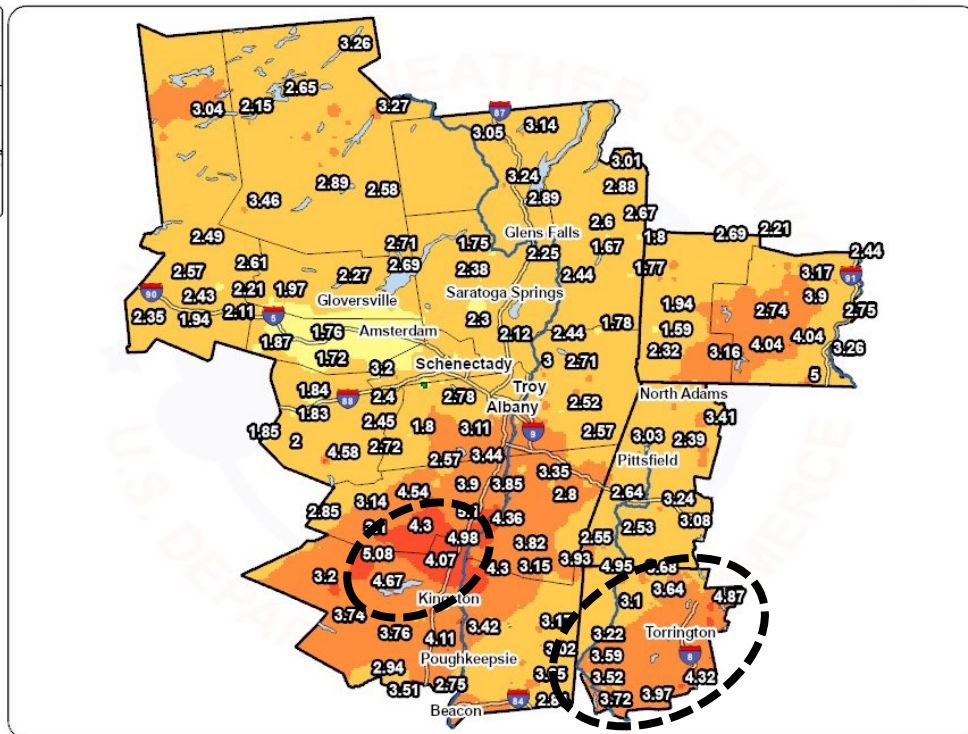 3.26
2.65
3.04 2.15 3.27
87
3.05 3.14
3.01
3.24
2.88
2.89 2.58 2.89
3.46
2.67
2.6
2.49 Glens Falls 1.8 2.69 2.21
2.71 1.75 1.67
2.25 2.44
2.61 2.69
2.57 2.27 2.38 2.44 1.77 3.17 91
90 2.43 2.21 1.97 Gloversville Saratoga Springs 3.9
1.94 2.74 2.75
2.35 1.94 2.11 5 2.3 1.78
1.76 Amsterdam 2.12 2.44 1.59 4.04 4.04
1.87 2.32 3.16 3.26
1.72 3.2 Schenectady 3 2.71
5
1.84 88 2.4 2.78 Troy North Adams
1.83 Albany 2.52
2.45 1.8 3.11 9 3.41
1.85 2 2.57 3.03 2.39
4.58 2.72 3.44
2.57 Pittsfield
3.35
3.9 3.85
4.54 2.8 2.64 3.24
2.85 3.14
4.36 3.08
4.3 2.53
4.98 3.82 2.55
5.08 4.07 3.93
4.3 3.15 4.95
3.2 4.67 3.64 4.87
Kingston 3.1
3.74
3.42
3.76 4.11 3.22 Torrington
Poughkeepsie 3.59 8
2.94 3.52 4.32
3.51 2.75 3.72 3.97
Beacon 84
WEATHER SERVICE
U.S. DEPARTMENT OF COMMERCE